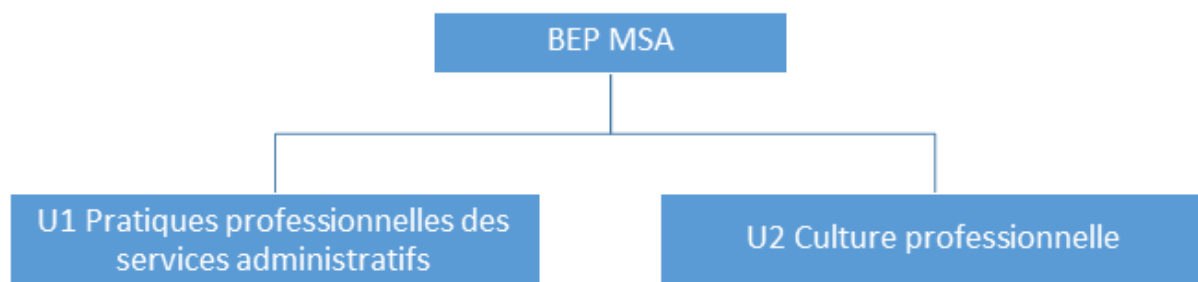 BEP MSA
U1 Pratiques professionnelles des
services administratifs
U2 Culture professionnelle